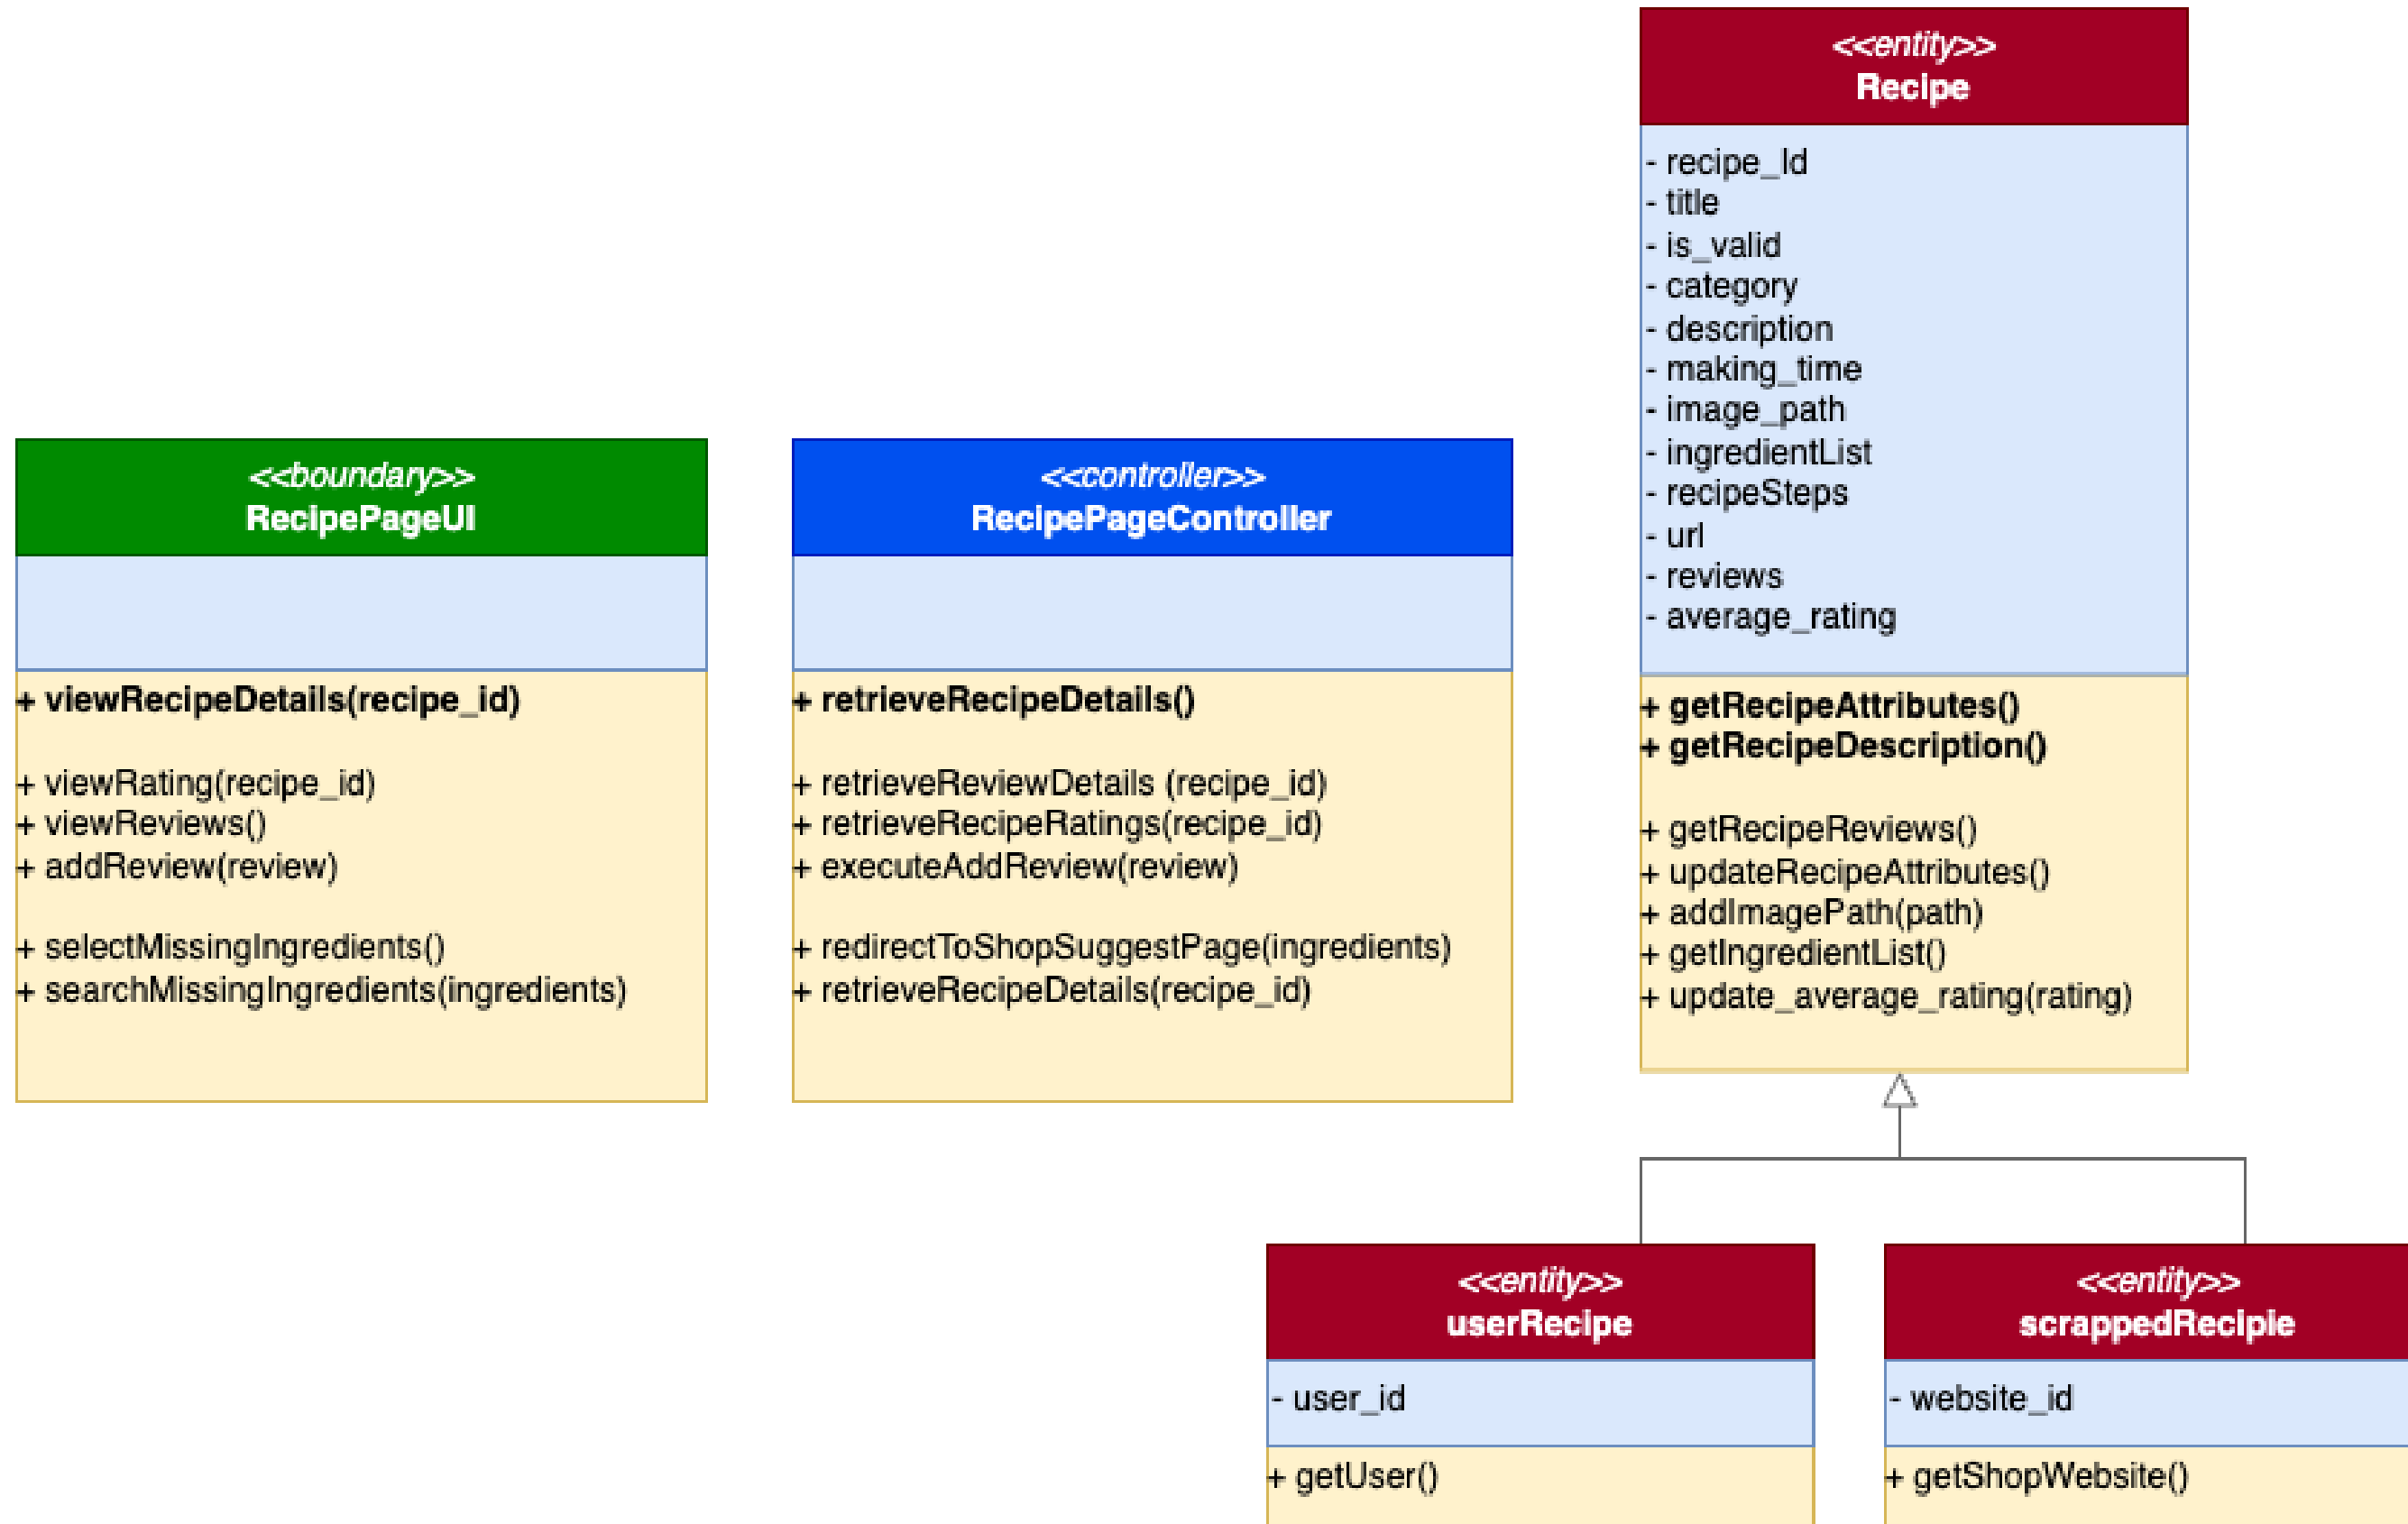 <<entity>>
Recipe
- recipe_Id
- title
- is_valid
- category
- description
- making_time
- image_path
- ingredientList
- recipeSteps
- url
- reviews
- average_rating
+ getRecipeAttributes()
+ getRecipeDescription()
+ getRecipeReviews()
+ updateRecipeAttributes()
+ addImagePath(path)
+ getIngredientList()
+ update_average_rating(rating)
<<boundary>>
RecipePageUI
+ viewRecipeDetails(recipe_id)
+ viewRating(recipe_id)
+ viewReviews()
+ addReview(review)
+ selectMissingIngredients()
+ searchMissingIngredients(ingredients)
<<controller>>
RecipePageController
+ retrieveRecipeDetails()
+ retrieveReviewDetails (recipe_id)
+ retrieveRecipeRatings(recipe_id)
+ executeAddReview(review)
+ redirectToShopSuggestPage(ingredients)
+ retrieveRecipeDetails(recipe_id)
<<entity>>
userRecipe
- user_id
+ getUser()
<<entity>>
scrappedRecipie
- website_id
+ getShopWebsite()